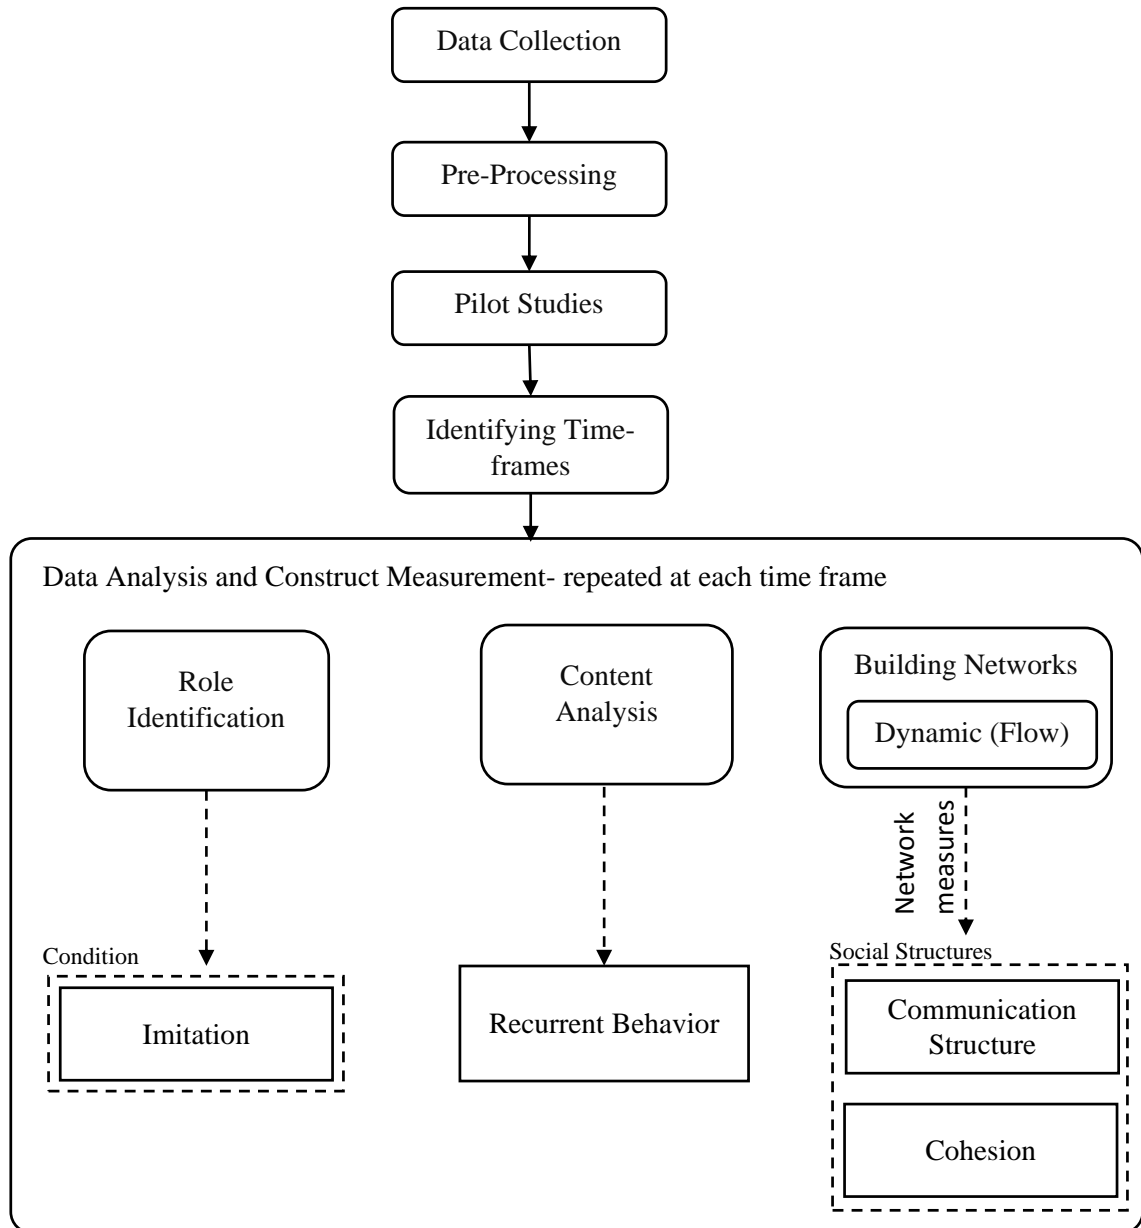 Data Collection
Pre-Processing
Pilot Studies
Identifying Time-
frames
Data Analysis and Construct Measurement- repeated at each time frame
Role
Identification
Content
Analysis
Building Networks
Dynamic (Flow)
Network
measures
Condition
Imitation
Recurrent Behavior
Social Structures
Communication
Structure
Cohesion